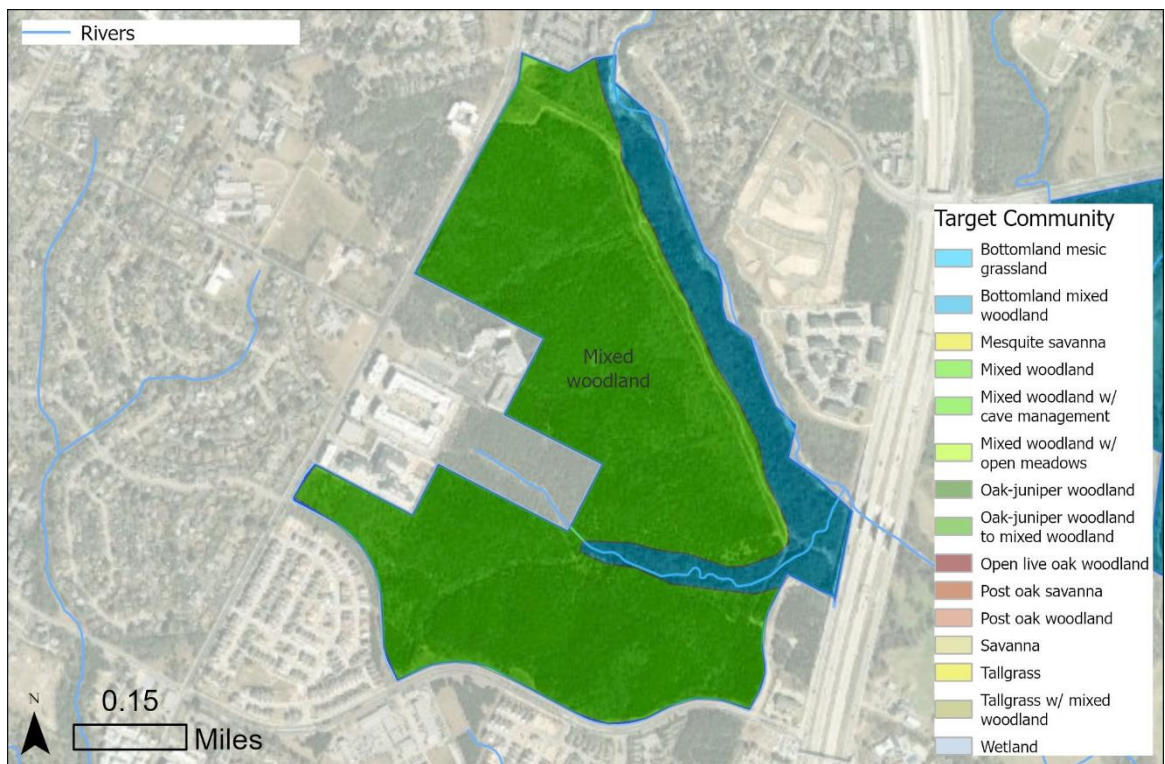 Rivers
Mixed
woodland
Target Community
Bottomland mesic
grassland
Bottomland mixed
woodland
Mesquite savanna
Mixed woodland
Mixed woodland w/
cave management
Mixed woodland w/
open meadows
Oak-juniper woodland
Oak-juniper woodland
to mixed woodland
Open live oak woodland
Post oak savanna
Post oak woodland
Savanna
Tallgrass
Tallgrass w/ mixed
woodland
Wetland
N
0.15
Miles